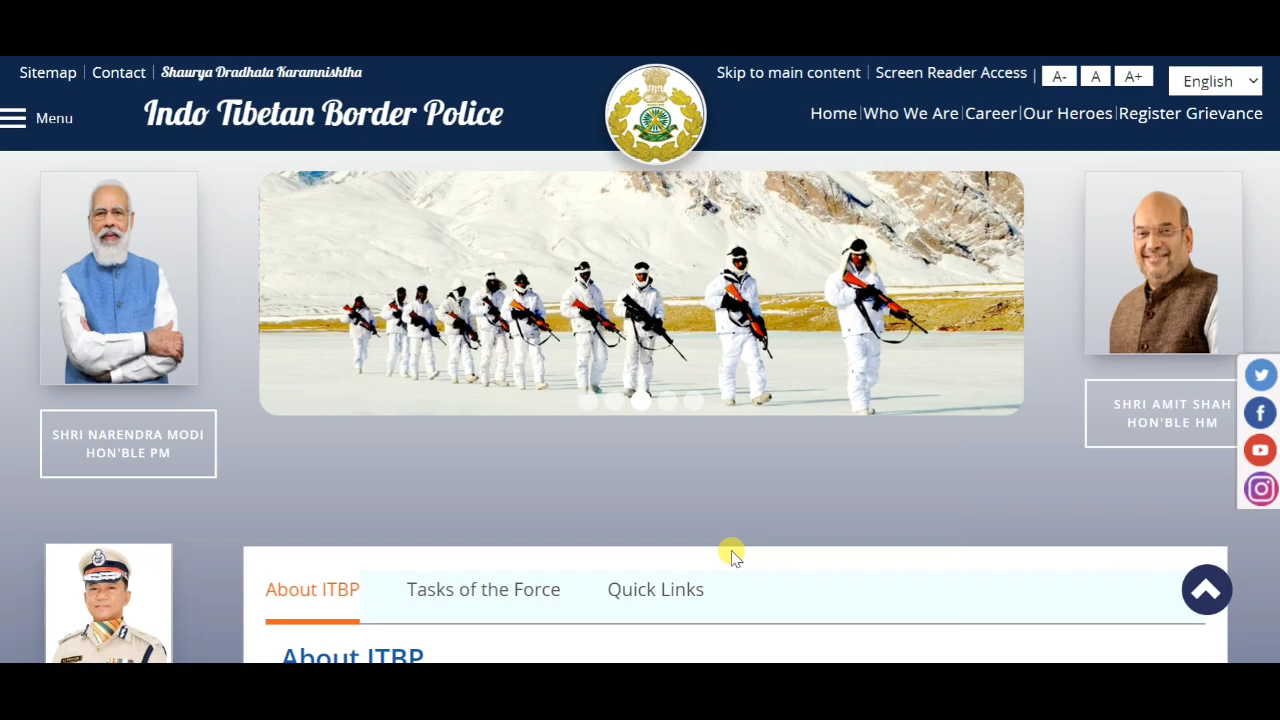 Sitemap | Contact | Shaurya Dradhata Karamnishtha
Skip to main content | Screen Reader Access | A- A A+ English
Menu
Indo Tibetan Border Police
Home | Who We Are | Career | Our Heroes | Register Grievance
SHRI NARENDRA MODI
HON'BLE PM
SHRI AMIT SHAH
HON'BLE HM
About ITBP
Tasks of the Force
Quick Links
About ITBP